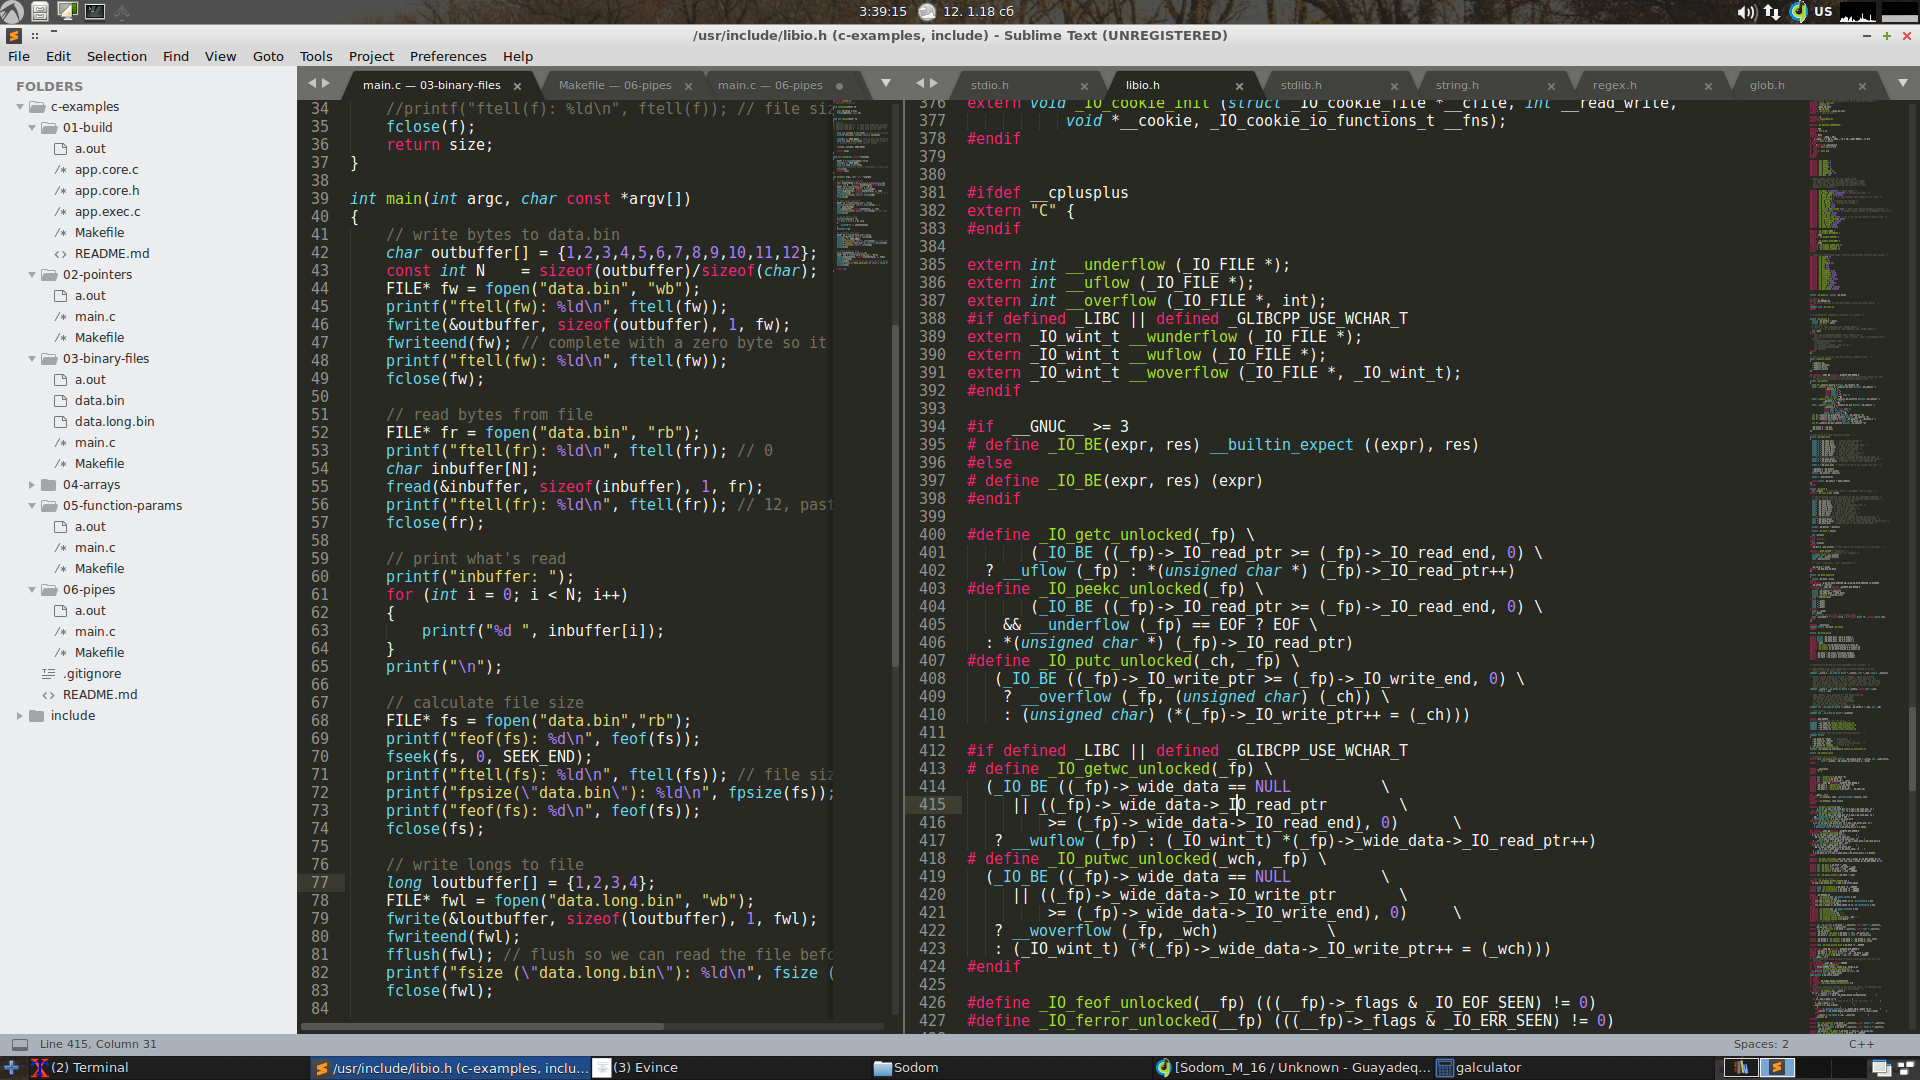 3:39:15
12. 1.18 сб
US
/usr/include/libio.h (c-examples, include) - Sublime Text (UNREGISTERED)
File Edit Selection Find View Goto Tools Project Preferences Help
FOLDERS
c-examples
01-build
a.out
app.core.c
app.core.h
app.exec.c
Makefile
README.md
02-pointers
a.out
main.c
Makefile
03-binary-files
a.out
data.bin
data.long.bin
main.c
Makefile
04-arrays
05-function-params
a.out
main.c
Makefile
06-pipes
a.out
main.c
Makefile
.gitignore
README.md
include
main.c — 03-binary-files
Makefile — 06-pipes
main.c — 06-pipes
34 //printf("ftell(f): %ld\n", ftell(f)); // file siz
35 fclose(f);
36 return size;
37 }
38
39 int main(int argc, char const *argv[])
40 {
41 // write bytes to data.bin
42 char outbuffer[] = {1,2,3,4,5,6,7,8,9,10,11,12};
43 const int N    = sizeof(outbuffer)/sizeof(char);
44 FILE* fw = fopen("data.bin", "wb");
45 printf("ftell(fw): %ld\n", ftell(fw));
46 fwrite(&outbuffer, sizeof(outbuffer), 1, fw);
47 fwriteend(fw); // complete with a zero byte so it
48 printf("ftell(fw): %ld\n", ftell(fw));
49 fclose(fw);
50
51 // read bytes from file
52 FILE* fr = fopen("data.bin", "rb");
53 printf("ftell(fr): %ld\n", ftell(fr)); // 0
54 char inbuffer[N];
55 fread(&inbuffer, sizeof(inbuffer), 1, fr);
56 printf("ftell(fr): %ld\n", ftell(fr)); // 12, past
57 fclose(fr);
58
59 // print what's read
60 printf("inbuffer: ");
61 for (int i = 0; i < N; i++)
62 {
63 printf("%d ", inbuffer[i]);
64 }
65 printf("\n");
66
67 // calculate file size
68 FILE* fs = fopen("data.bin","rb");
69 printf("feof(fs): %d\n", feof(fs));
70 fseek(fs, 0, SEEK_END);
71 printf("ftell(fs): %ld\n", ftell(fs)); // file siz
72 printf("fpsize(\"data.bin\"): %ld\n", fpsize(fs));
73 printf("feof(fs): %d\n", feof(fs));
74 fclose(fs);
75
76 // write longs to file
77 long loutbuffer[] = {1,2,3,4};
78 FILE* fwl = fopen("data.long.bin", "wb");
79 fwrite(&loutbuffer, sizeof(loutbuffer), 1, fwl);
80 fwriteend(fwl);
81 fflush(fwl); // flush so we can read the file befo
82 printf("fsize (\"data.long.bin\"): %ld\n", fsize (
83 fclose(fwl);
84
stdio.h
libio.h
stdlib.h
string.h
regex.h
glob.h
376 extern void _IO_cookie_init (struct _IO_cookie_file *__cfile, int __read_write,
377 void *__cookie, _IO_cookie_io_functions_t __fns);
378 #endif
379
380
381 #ifdef __cplusplus
382 extern "C" {
383 #endif
384
385 extern int __underflow (_IO_FILE *);
386 extern int __uflow (_IO_FILE *);
387 extern int __overflow (_IO_FILE *, int);
388 #if defined _LIBC || defined _GLIBCPP_USE_WCHAR_T
389 extern _IO_wint_t __wunderflow (_IO_FILE *);
390 extern _IO_wint_t __wuflow (_IO_FILE *);
391 extern _IO_wint_t __woverflow (_IO_FILE *, _IO_wint_t);
392 #endif
393
394 #if  __GNUC__ >= 3
395 # define _IO_BE(expr, res) __builtin_expect ((expr), res)
396 #else
397 # define _IO_BE(expr, res) (expr)
398 #endif
399
400 #define _IO_getc_unlocked(_fp) \
401 (_IO_BE ((_fp)->_IO_read_ptr >= (_fp)->_IO_read_end, 0) \
402 ? __uflow (_fp) : *(unsigned char *) (_fp)->_IO_read_ptr++)
403 #define _IO_peekc_unlocked(_fp) \
404 (_IO_BE ((_fp)->_IO_read_ptr >= (_fp)->_IO_read_end, 0) \
405 && __underflow (_fp) == EOF ? EOF \
406 : *(unsigned char *) (_fp)->_IO_read_ptr)
407 #define _IO_putc_unlocked(_ch, _fp) \
408 (_IO_BE ((_fp)->_IO_write_ptr >= (_fp)->_IO_write_end, 0) \
409 ? __overflow (_fp, (unsigned char) (_ch)) \
410 : (unsigned char) (*(_fp)->_IO_write_ptr++ = (_ch)))
411
412 #if defined _LIBC || defined _GLIBCPP_USE_WCHAR_T
413 # define _IO_getwc_unlocked(_fp) \
414 (_IO_BE ((_fp)->_wide_data == NULL \
415 || ((_fp)->_wide_data->_IO_read_ptr \
416 >= (_fp)->_wide_data->_IO_read_end), 0) \
417 ? __wuflow (_fp) : (_IO_wint_t) *(_fp)->_wide_data->_IO_read_ptr++)
418 # define _IO_putwc_unlocked(_wch, _fp) \
419 (_IO_BE ((_fp)->_wide_data == NULL \
420 || ((_fp)->_wide_data->_IO_write_ptr \
421 >= (_fp)->_wide_data->_IO_write_end), 0) \
422 ? __woverflow (_fp, _wch) \
423 : (_IO_wint_t) (*(_fp)->_wide_data->_IO_write_ptr++ = (_wch)))
424 #endif
425
426 #define _IO_feof_unlocked(__fp) (((__fp)->_flags & _IO_EOF_SEEN) != 0)
427 #define _IO_ferror_unlocked(__fp) (((__fp)->_flags & _IO_ERR_SEEN) != 0)
Line 415, Column 31
Spaces: 2
C++
(2) Terminal
/usr/include/libio.h (c-examples, inclu...
(3) Evince
Sodom
[Sodom_M_16 / Unknown - Guayadeq...
galculator